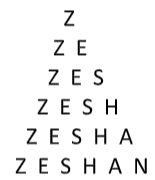 Z
Z E
Z E S
Z E S H
Z E S H A
Z E S H A N